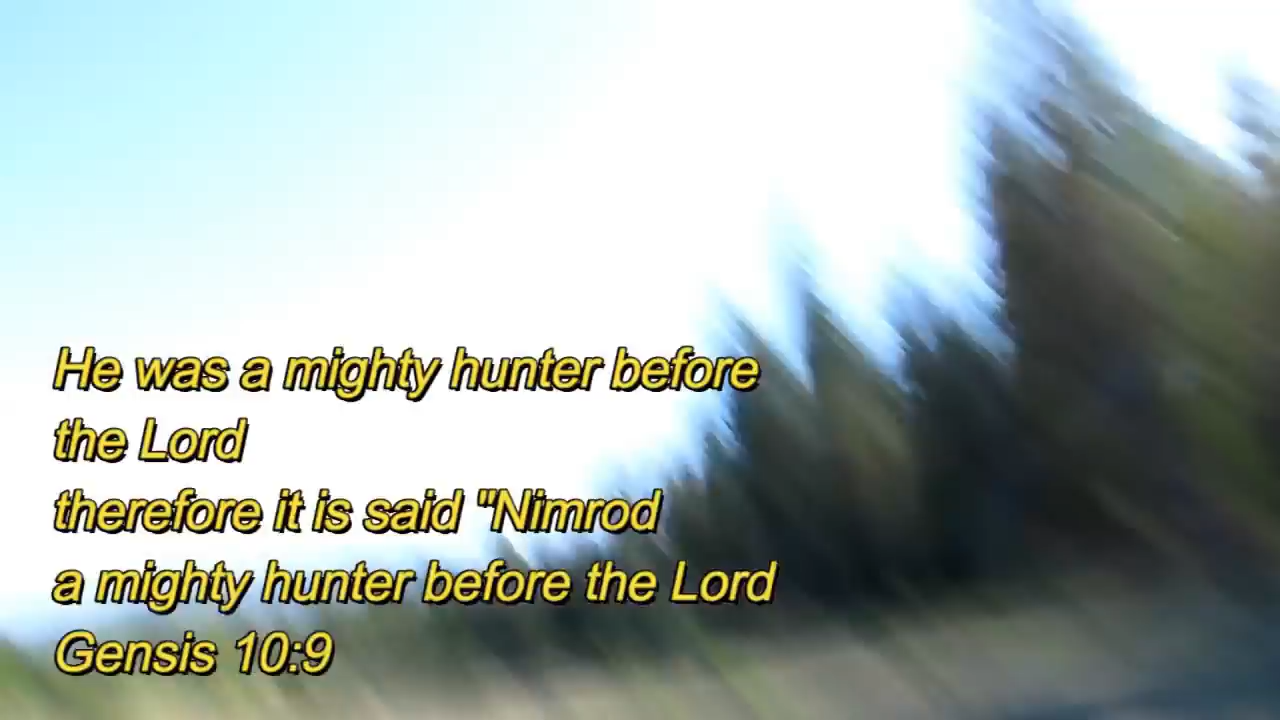 He was a mighty hunter before
the Lord
therefore it is said "Nimrod
a mighty hunter before the Lord
Gensis 10:9